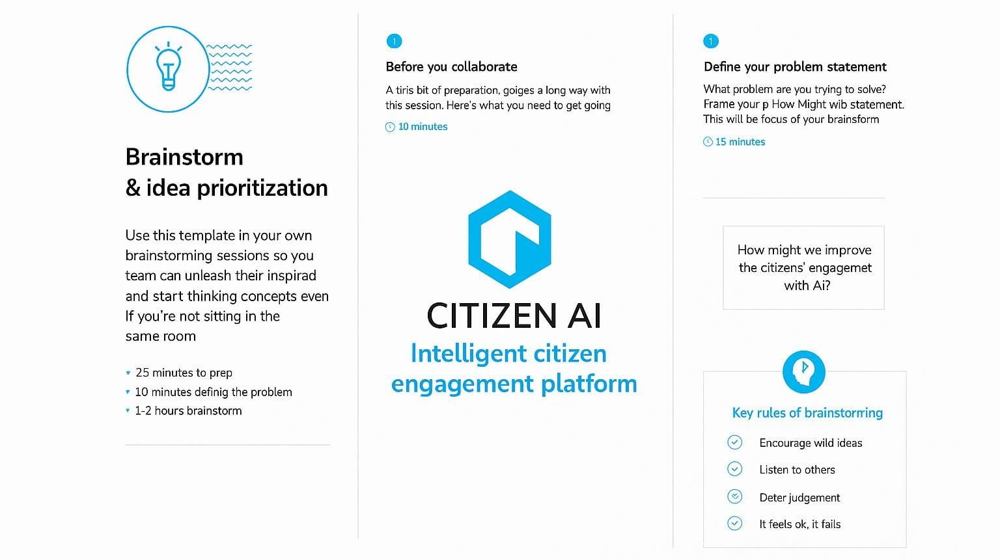 Brainstorm
& idea prioritization
Use this template in your own
brainstorming sessions so you
team can unleash their inspirad
and start thinking concepts even
If you're not sitting in the
same room
25 minutes to prep
10 minutes definig the problem
1-2 hours brainstorm
1
Before you collaborate
A tiris bit of preparation, goiges a long way with
this session. Here's what you need to get going
10 minutes
CITIZEN AI
Intelligent citizen
engagement platform
1
Define your problem statement
What problem are you trying to solve?
Frame your p How Might wib statement.
This will be focus of your brainsform
15 minutes
How might we improve
the citizens' engagemet
with Ai?
Key rules of brainstorrring
Encourage wild ideas
Listen to others
Deter judgement
It feels ok, it fails